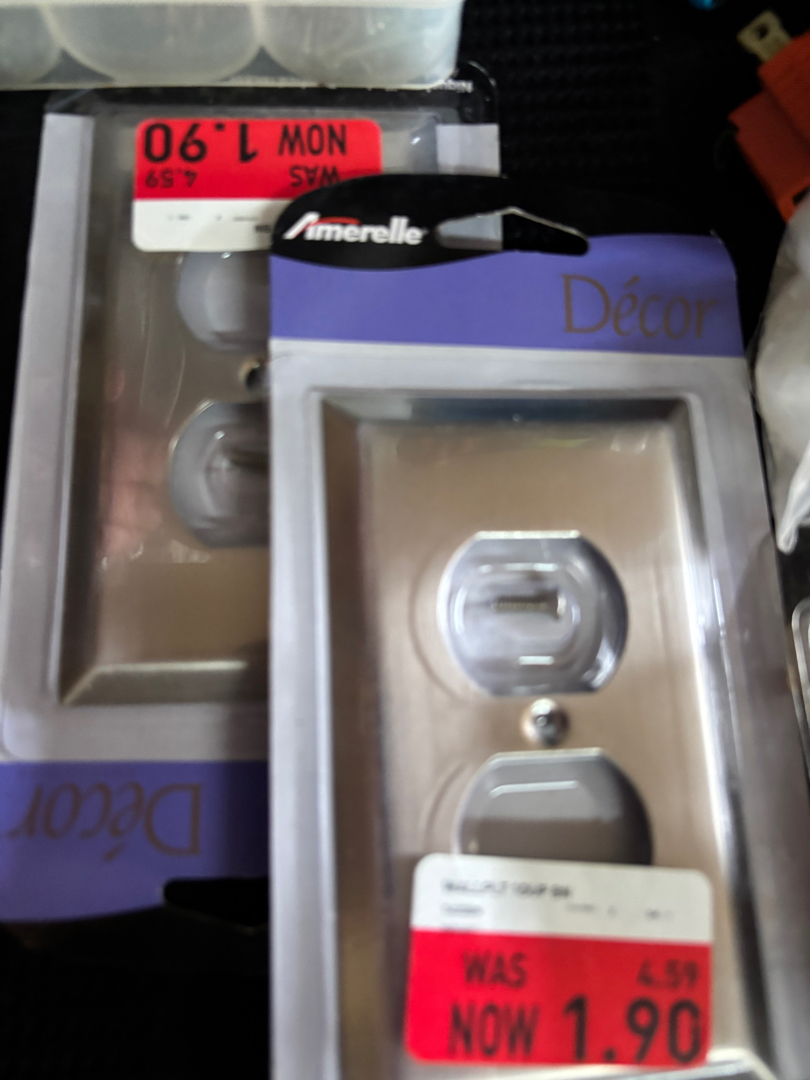 NOW 1.90
WAS 4.59
Amerelle
Décor
Décor
WAS 4.59
NOW 1.90